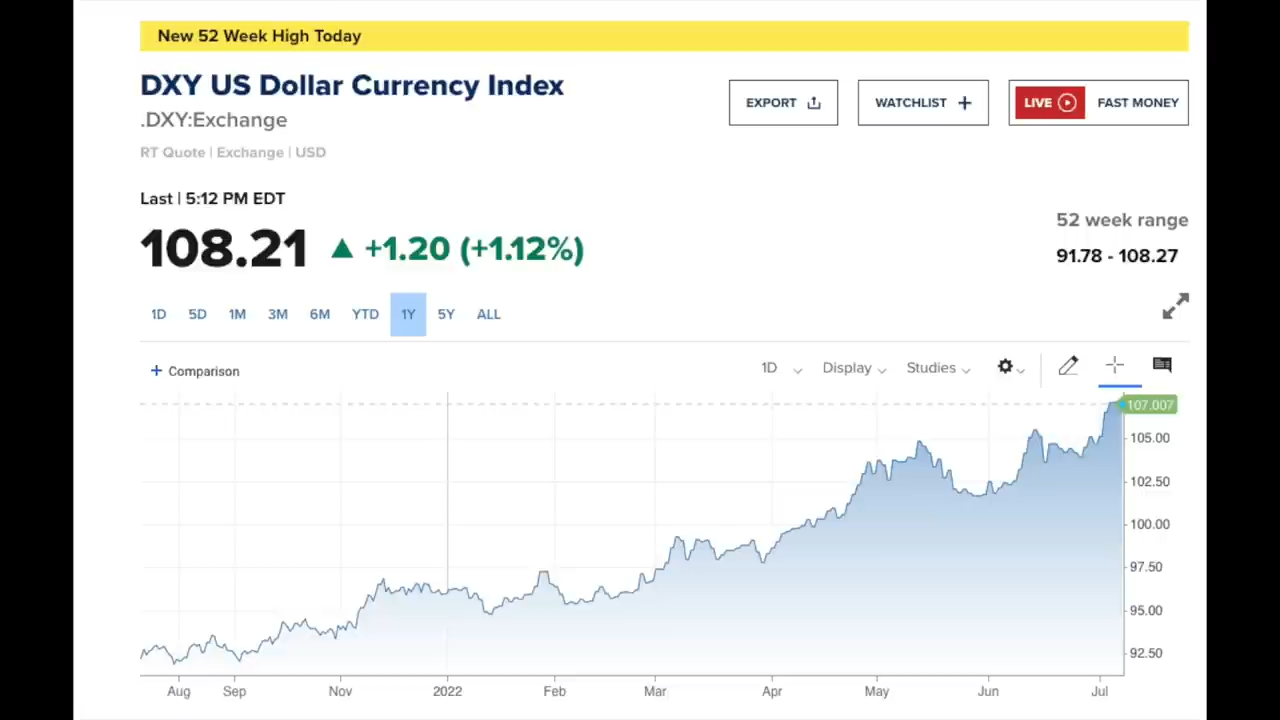 New 52 Week High Today
DXY US Dollar Currency Index
.DXY:Exchange
RT Quote | Exchange | USD
EXPORT
WATCHLIST +
LIVE FAST MONEY
Last | 5:12 PM EDT
108.21 ▲ +1.20 (+1.12%)
52 week range
91.78 - 108.27
1D 5D 1M 3M 6M YTD 1Y 5Y ALL
+ Comparison
1D Display Studies
107.007
105.00
102.50
100.00
97.50
95.00
92.50
Aug Sep Nov 2022 Feb Mar Apr May Jun Jul